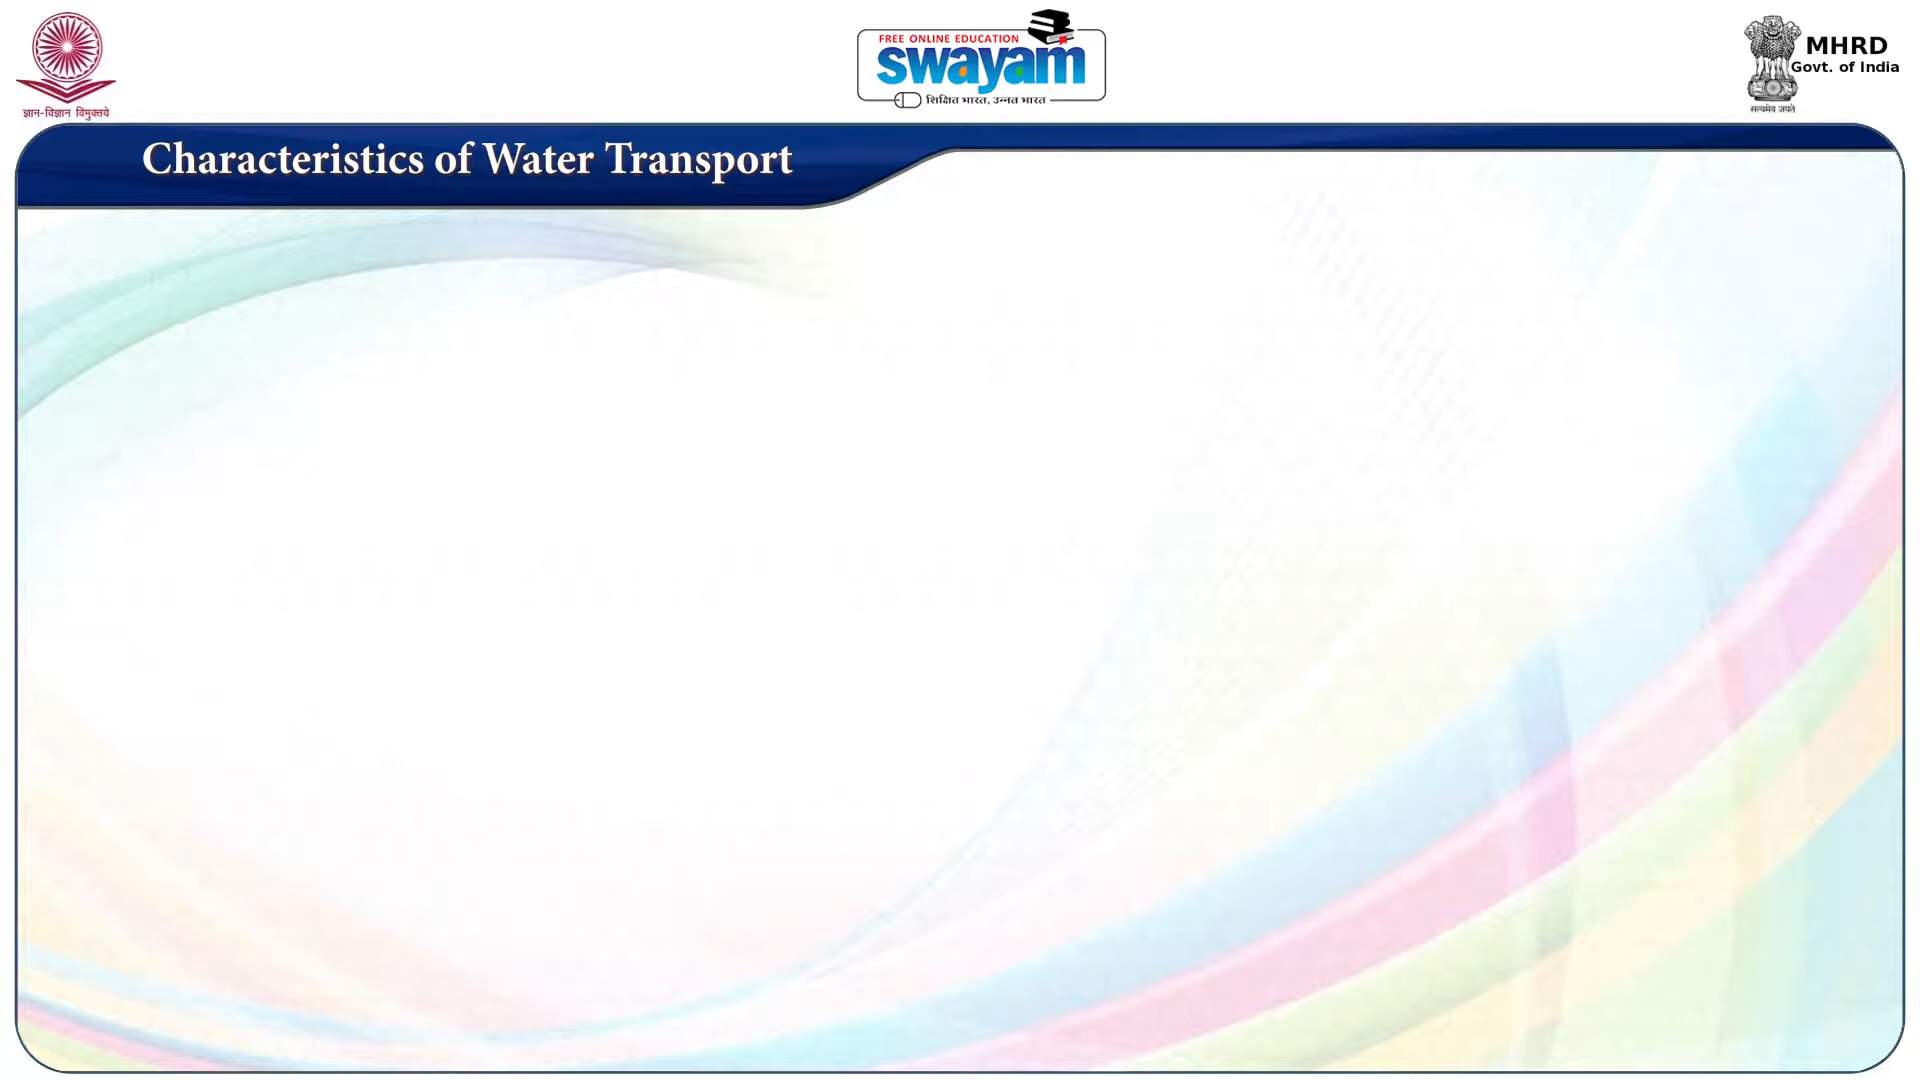 ज्ञान-विज्ञान विमुक्तये
FREE ONLINE EDUCATION
swayam
शिक्षित भारत, उन्नत भारत
MHRD
Govt. of India
सत्यमेव जयते
Characteristics of Water Transport